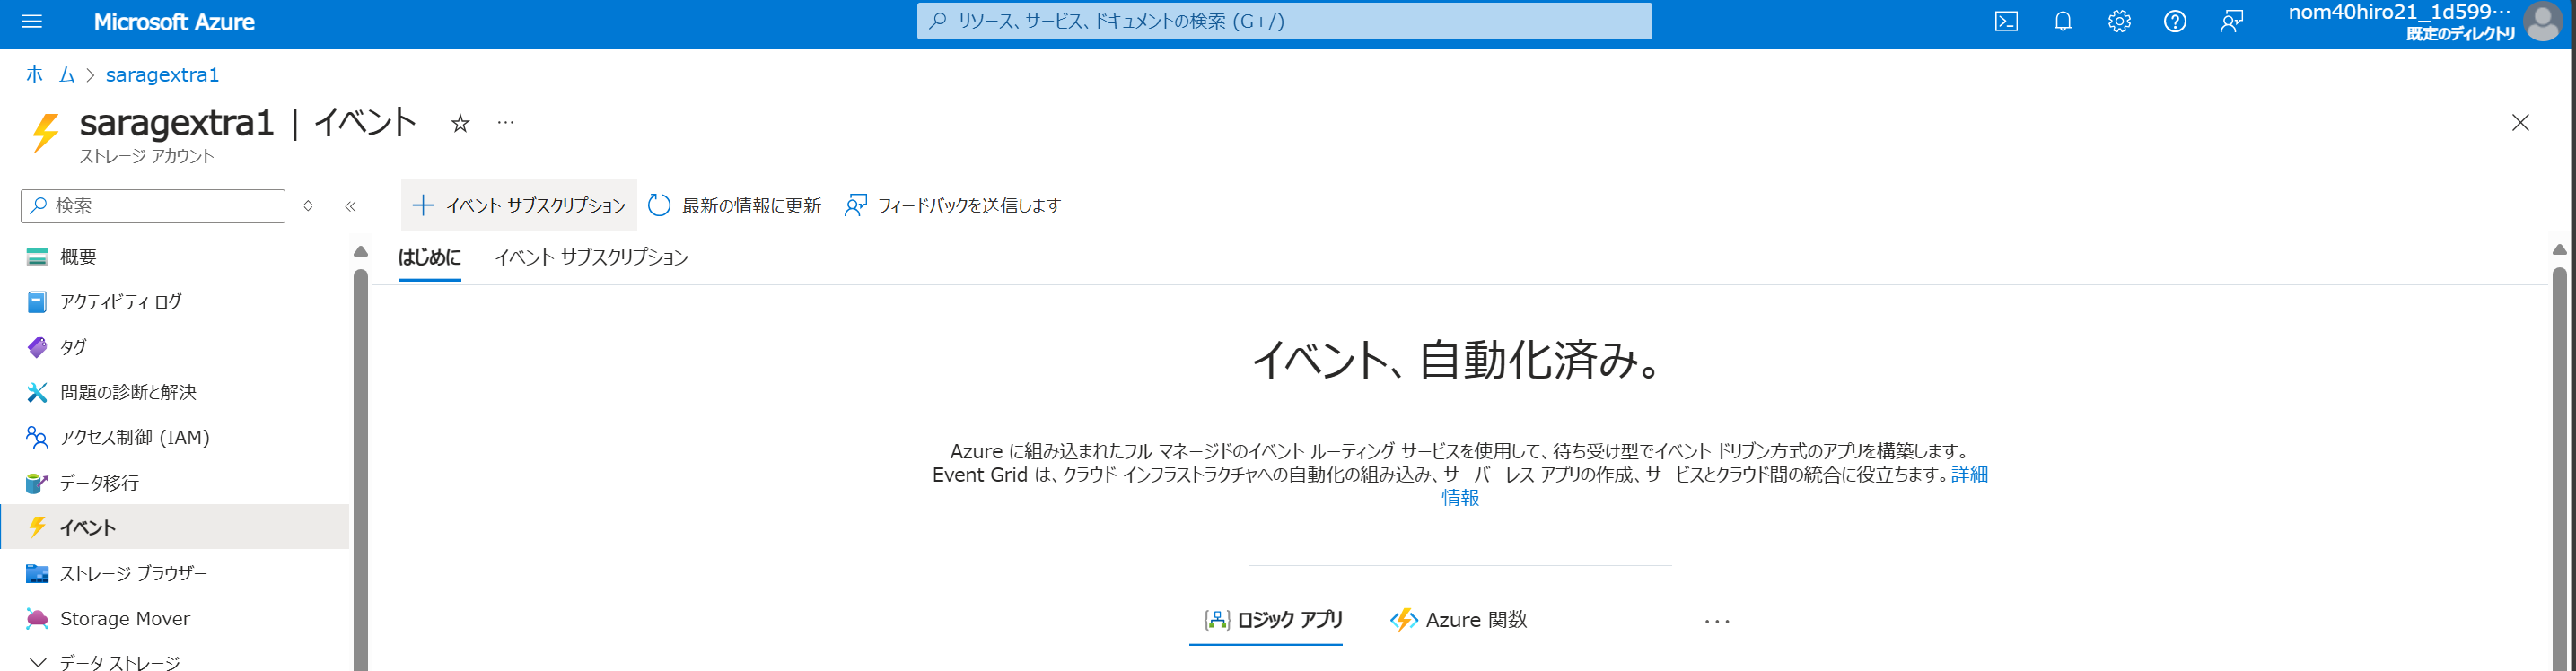 Microsoft Azure
リソース、サービス、ドキュメントの検索 (G+/)
nom40hiro21_1d599…
既定のディレクトリ
ホーム > saragextra1
saragextra1 | イベント ☆ …
ストレージ アカウント
検索
+ イベント サブスクリプション 最新の情報に更新 フィードバックを送信します
概要
アクティビティ ログ
タグ
問題の診断と解決
アクセス制御 (IAM)
データ移行
イベント
ストレージ ブラウザー
Storage Mover
データ ストレージ
はじめに イベント サブスクリプション
イベント、自動化済み。
Azure に組み込まれたフル マネージドのイベント ルーティング サービスを使用して、待ち受け型でイベント ドリブン方式のアプリを構築します。
Event Grid は、クラウド インフラストラクチャへの自動化の組み込み、サーバーレス アプリの作成、サービスとクラウド間の統合に役立ちます。詳細
情報
ロジック アプリ Azure 関数 …